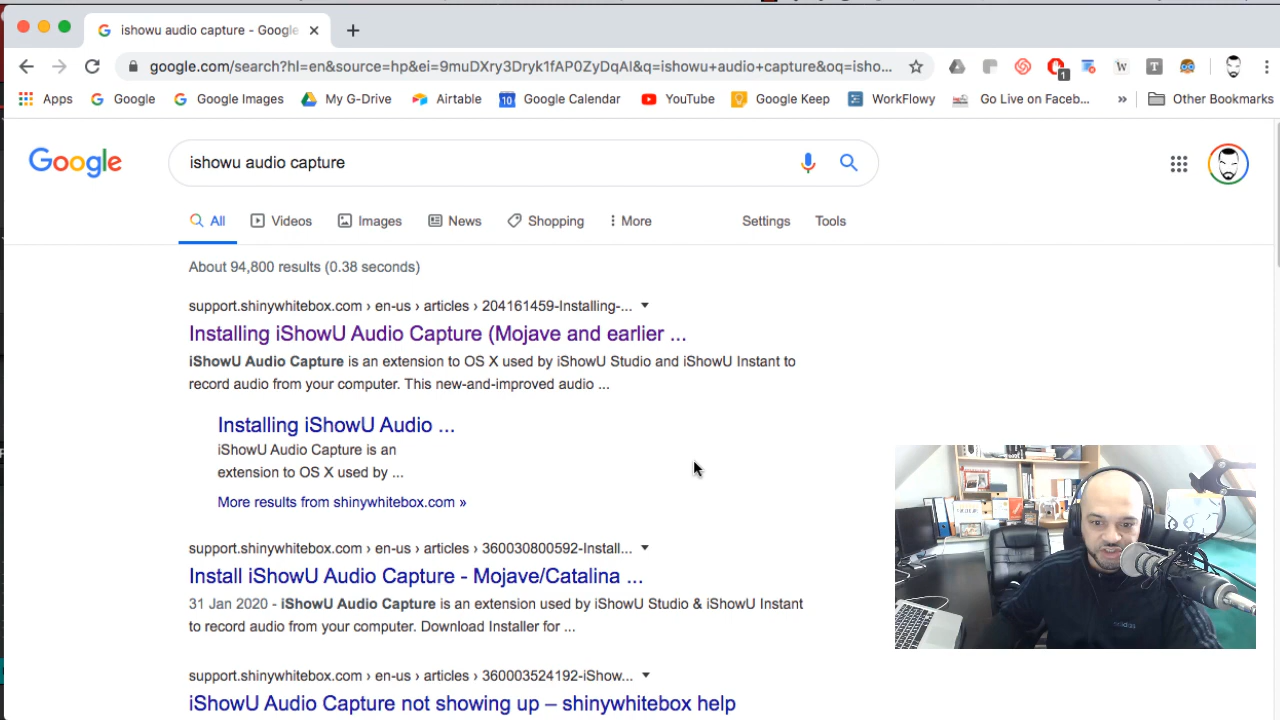 ishowu audio capture - Google
google.com/search?hl=en&source=hp&ei=9muDXry3Dryk1fAP0ZyDqAI&q=ishowu+audio+capture&oq=isho...
1
Apps Google Google Images My G-Drive Airtable 10 Google Calendar YouTube Google Keep WorkFlowy Go Live on Faceb... » Other Bookmarks
Google
ishowu audio capture
All Videos Images News Shopping More Settings Tools
About 94,800 results (0.38 seconds)
support.shinywhitebox.com › en-us › articles › 204161459-Installing-...
Installing iShowU Audio Capture (Mojave and earlier ...
iShowU Audio Capture is an extension to OS X used by iShowU Studio and iShowU Instant to
record audio from your computer. This new-and-improved audio ...
Installing iShowU Audio ...
iShowU Audio Capture is an
extension to OS X used by ...
More results from shinywhitebox.com »
support.shinywhitebox.com › en-us › articles › 360030800592-Install...
Install iShowU Audio Capture - Mojave/Catalina ...
31 Jan 2020 - iShowU Audio Capture is an extension used by iShowU Studio & iShowU Instant
to record audio from your computer. Download Installer for ...
support.shinywhitebox.com › en-us › articles › 360003524192-iShow...
iShowU Audio Capture not showing up – shinywhitebox help
adidas